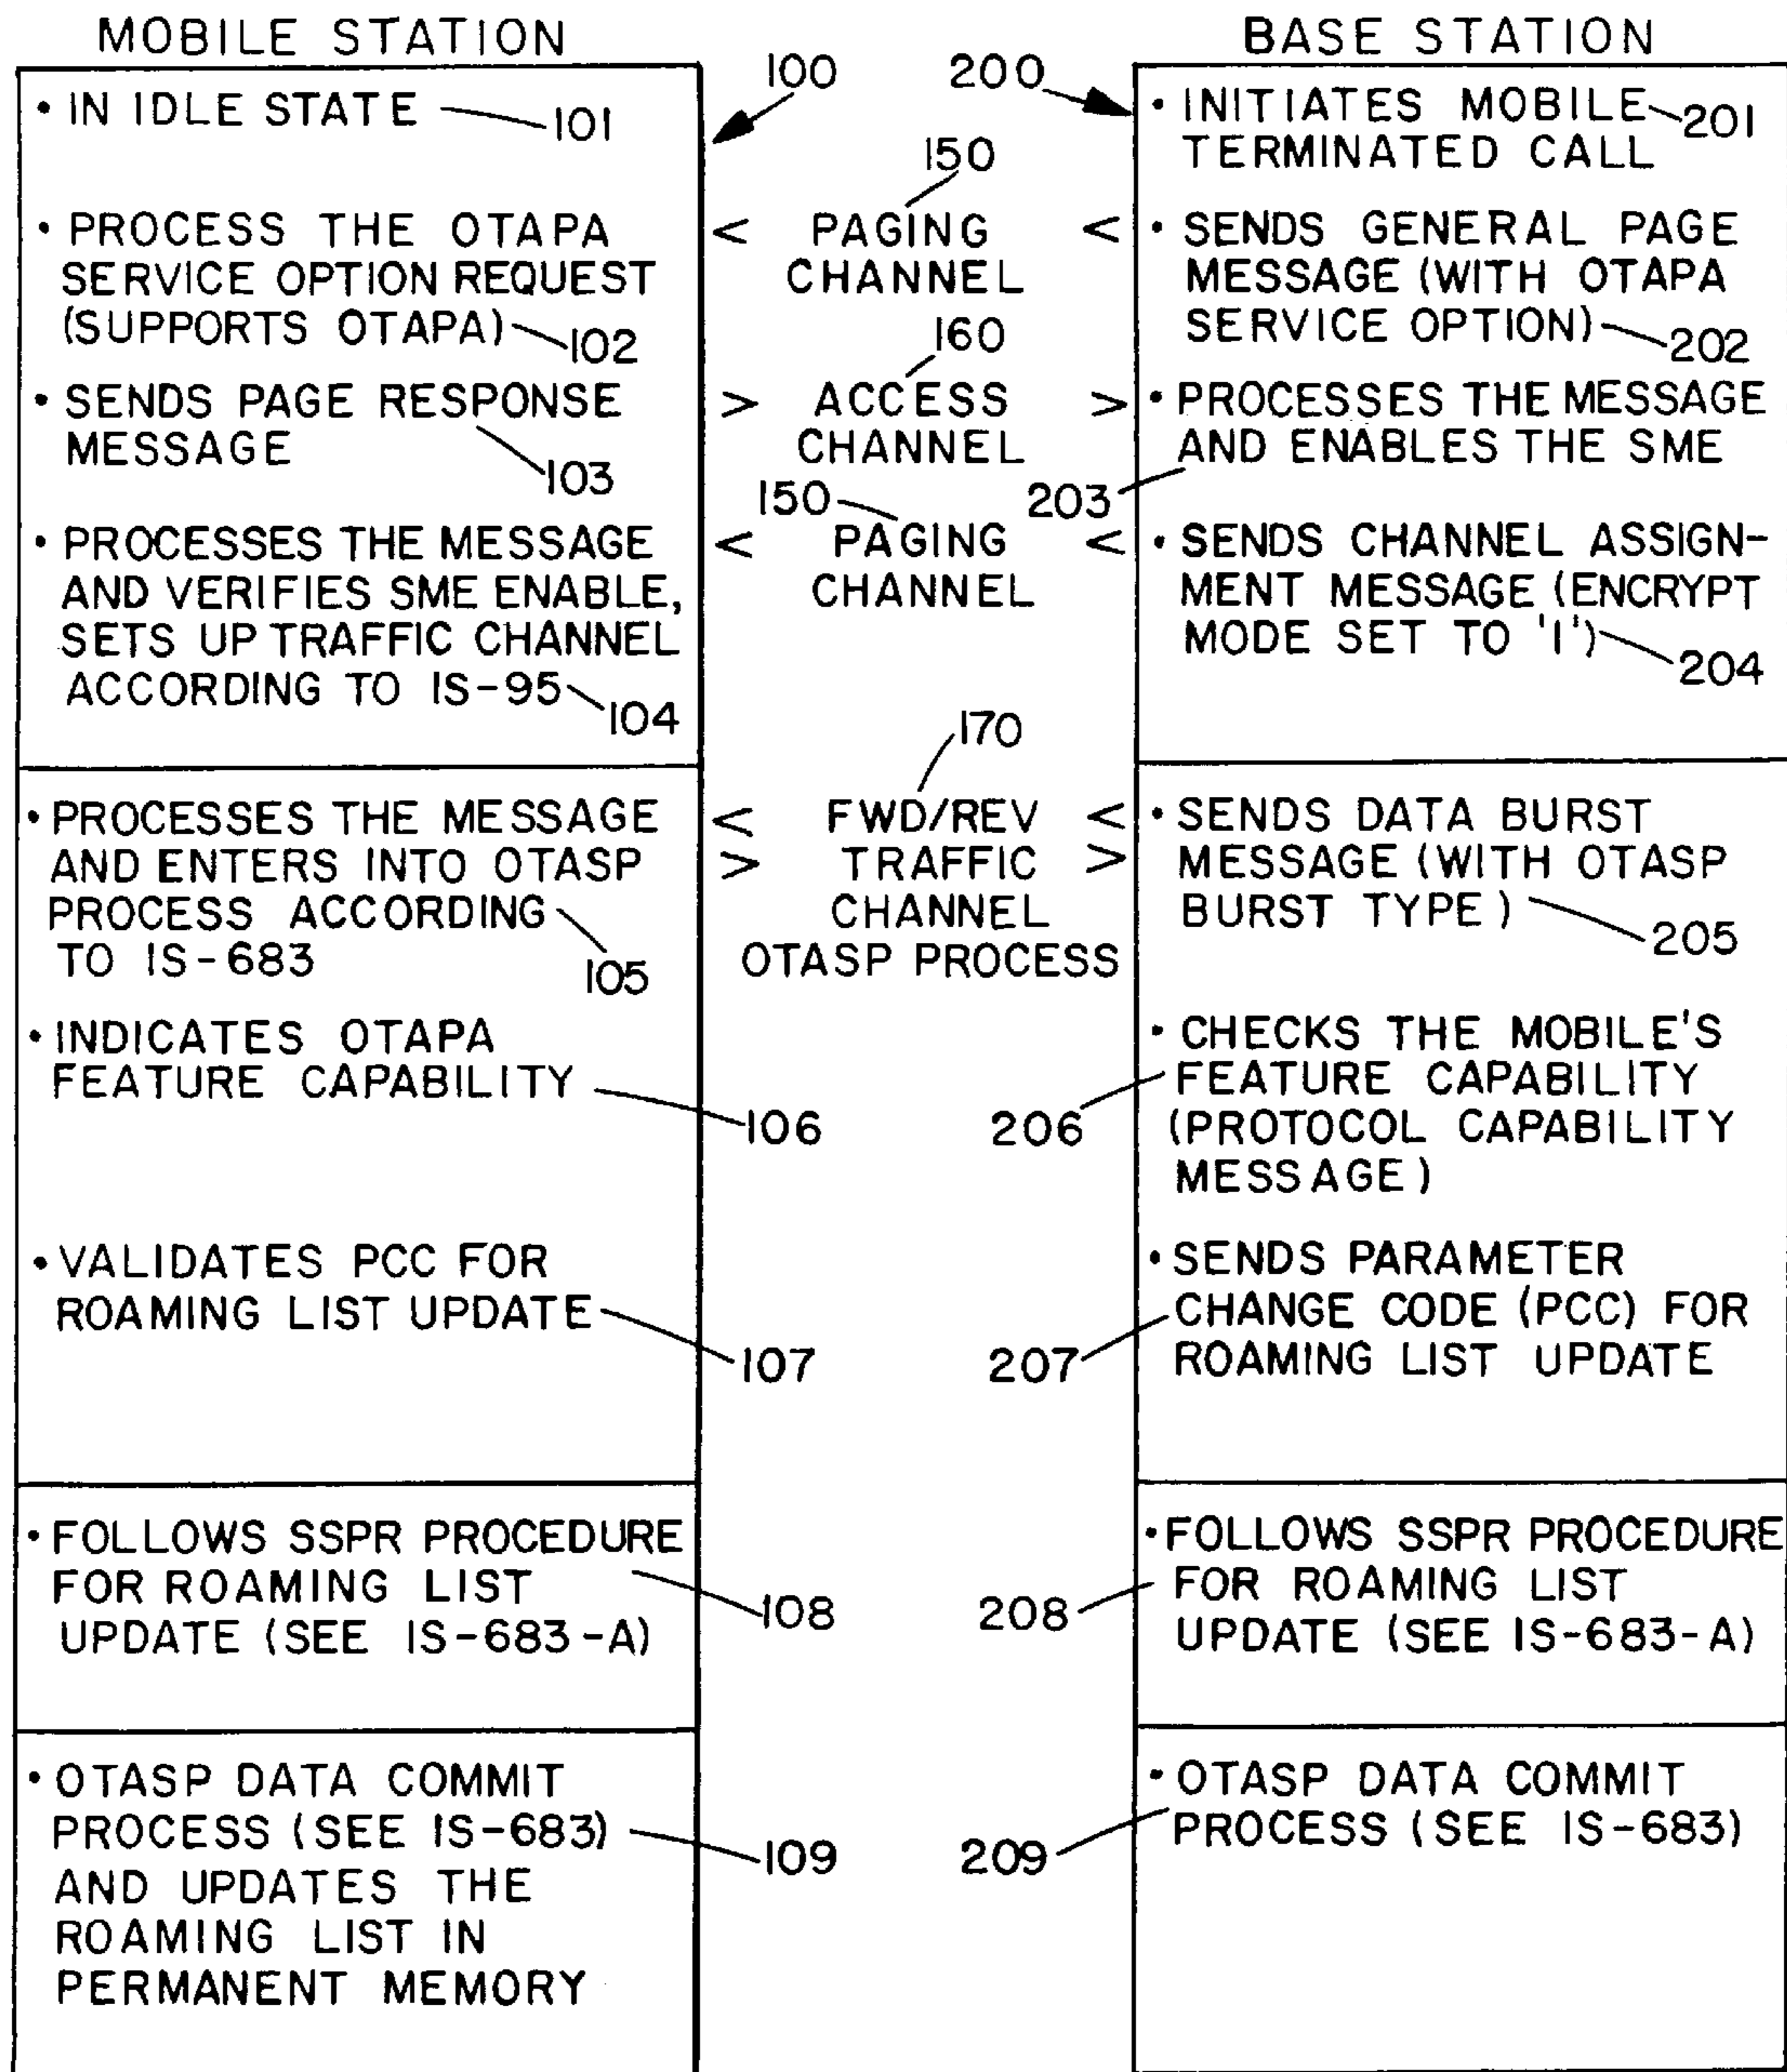 MOBILE STATION
BASE STATION
100
200
• IN IDLE STATE
101
• INITIATES MOBILE
TERMINATED CALL
201
150
• PROCESS THE OTAPA
SERVICE OPTION REQUEST
(SUPPORTS OTAPA)
102
< PAGING <
CHANNEL
• SENDS GENERAL PAGE
MESSAGE (WITH OTAPA
SERVICE OPTION)
202
160
• SENDS PAGE RESPONSE
MESSAGE
103
> ACCESS >
CHANNEL
• PROCESSES THE MESSAGE
AND ENABLES THE SME
203
150
• PROCESSES THE MESSAGE
AND VERIFIES SME ENABLE,
SETS UP TRAFFIC CHANNEL
ACCORDING TO IS-95
104
< PAGING <
CHANNEL
• SENDS CHANNEL ASSIGN-
MENT MESSAGE (ENCRYPT
MODE SET TO '1')
204
170
• PROCESSES THE MESSAGE
AND ENTERS INTO OTASP
PROCESS ACCORDING
TO IS-683
105
< FWD/REV <
> TRAFFIC >
CHANNEL
OTASP PROCESS
• SENDS DATA BURST
MESSAGE (WITH OTASP
BURST TYPE)
205
• INDICATES OTAPA
FEATURE CAPABILITY
106
206
• CHECKS THE MOBILE'S
FEATURE CAPABILITY
(PROTOCOL CAPABILITY
MESSAGE)
• VALIDATES PCC FOR
ROAMING LIST UPDATE
107
207
• SENDS PARAMETER
CHANGE CODE (PCC) FOR
ROAMING LIST UPDATE
• FOLLOWS SSPR PROCEDURE
FOR ROAMING LIST
UPDATE (SEE IS-683-A)
108
208
• FOLLOWS SSPR PROCEDURE
FOR ROAMING LIST
UPDATE (SEE IS-683-A)
• OTASP DATA COMMIT
PROCESS (SEE IS-683)
AND UPDATES THE
ROAMING LIST IN
PERMANENT MEMORY
109
209
• OTASP DATA COMMIT
PROCESS (SEE IS-683)